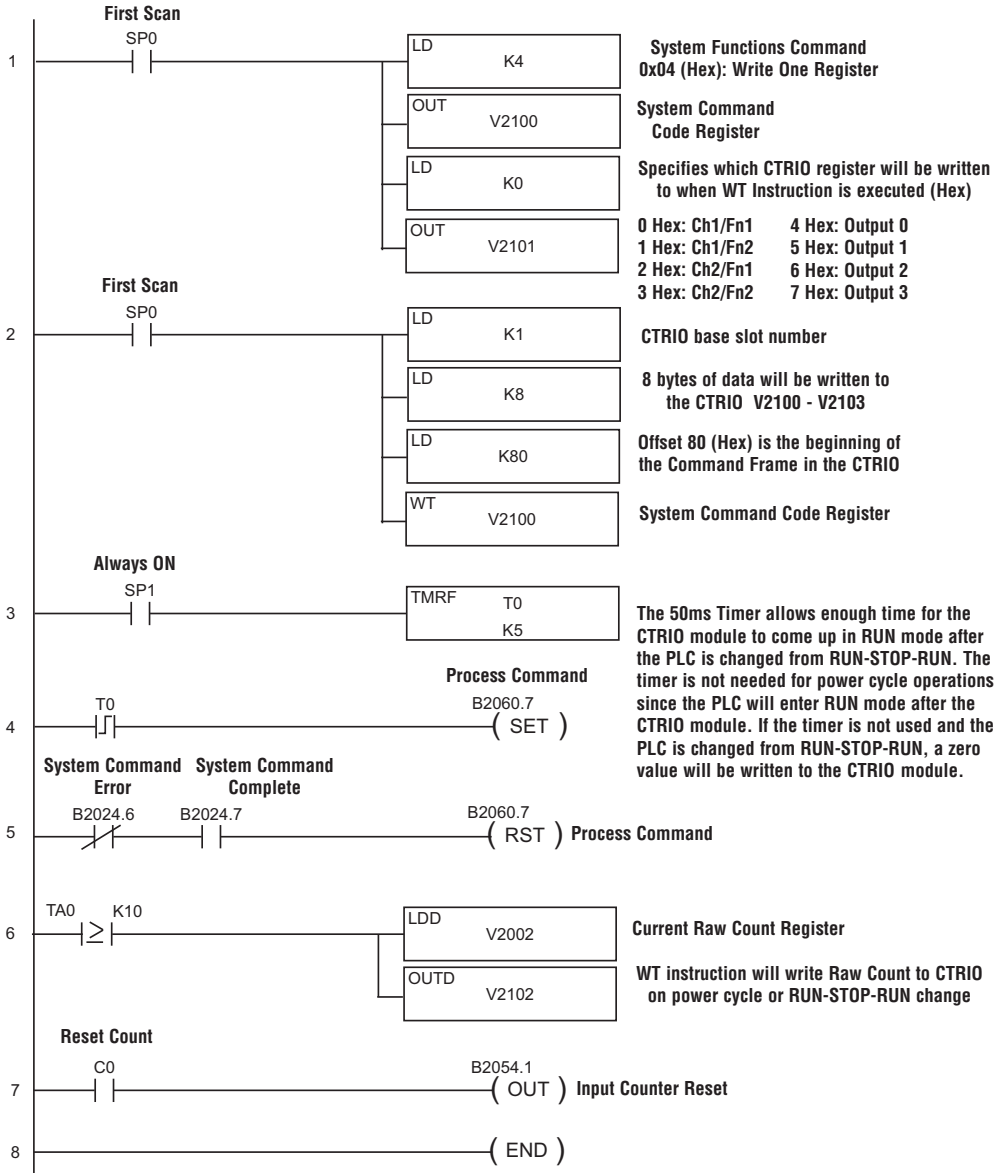 First Scan
SP0
1
LD
K4
System Functions Command
0x04 (Hex): Write One Register
OUT
V2100
System Command
Code Register
LD
K0
Specifies which CTRIO register will be written
to when WT Instruction is executed (Hex)
OUT
V2101
0 Hex: Ch1/Fn1 4 Hex: Output 0
1 Hex: Ch1/Fn2 5 Hex: Output 1
2 Hex: Ch2/Fn1 6 Hex: Output 2
3 Hex: Ch2/Fn2 7 Hex: Output 3
First Scan
SP0
2
LD
K1
CTRIO base slot number
LD
K8
8 bytes of data will be written to
the CTRIO V2100 - V2103
LD
K80
Offset 80 (Hex) is the beginning of
the Command Frame in the CTRIO
WT
V2100
System Command Code Register
Always ON
SP1
3
TMRF T0
K5
The 50ms Timer allows enough time for the
CTRIO module to come up in RUN mode after
the PLC is changed from RUN-STOP-RUN. The
timer is not needed for power cycle operations
since the PLC will enter RUN mode after the
CTRIO module. If the timer is not used and the
PLC is changed from RUN-STOP-RUN, a zero
value will be written to the CTRIO module.
Process Command
T0
B2060.7
4
( SET )
System Command Error
System Command Complete
B2024.6
B2024.7
B2060.7
5
( RST ) Process Command
TA0 K10
6
≥
LDD
V2002
Current Raw Count Register
OUTD
V2102
WT instruction will write Raw Count to CTRIO
on power cycle or RUN-STOP-RUN change
Reset Count
C0
B2054.1
7
( OUT ) Input Counter Reset
8
( END )